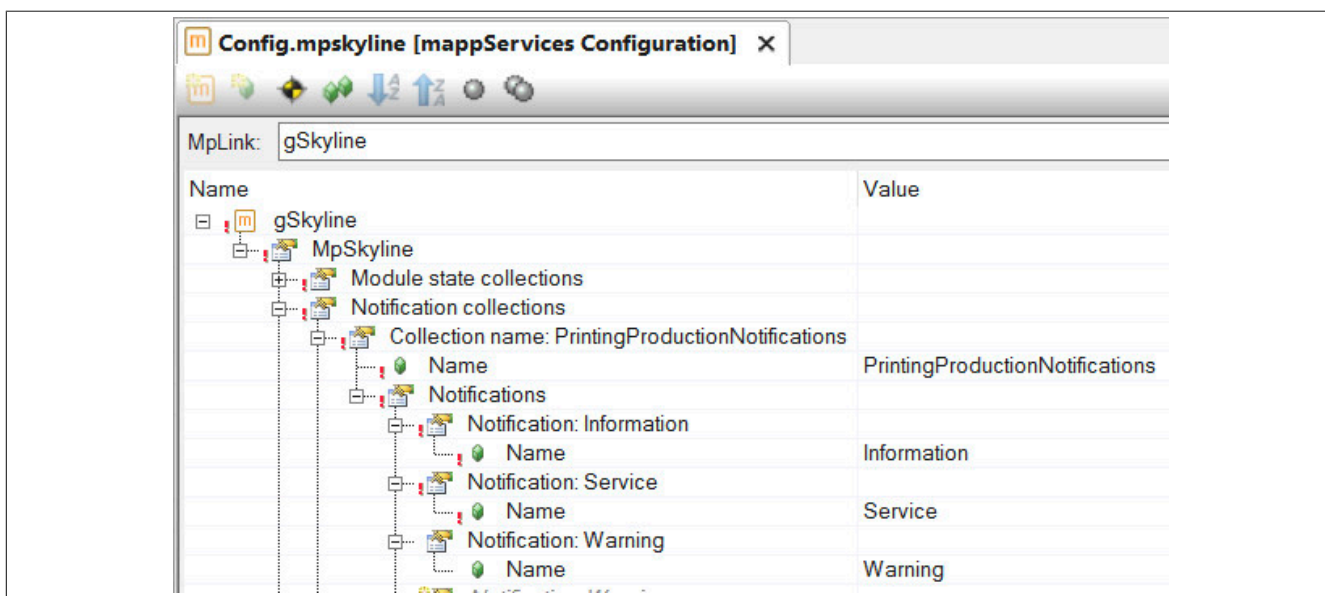 Config.mpskyline [mappServices Configuration] X
MpLink: gSkyline
Name Value
gSkyline
MpSkyline
Module state collections
Notification collections
Collection name: PrintingProductionNotifications
Name PrintingProductionNotifications
Notifications
Notification: Information
Name Information
Notification: Service
Name Service
Notification: Warning
Name Warning